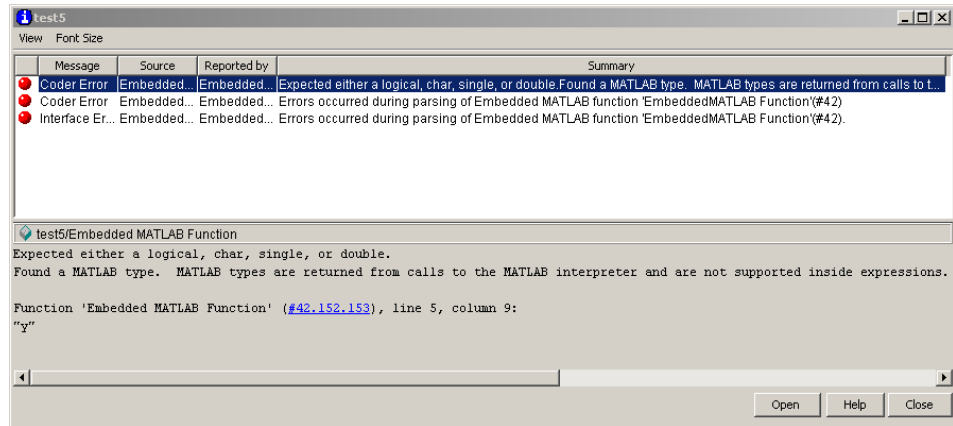 test5
View Font Size
Message Source Reported by Summary
Coder Error Embedded... Embedded... Expected either a logical, char, single, or double.Found a MATLAB type. MATLAB types are returned from calls to t...
Coder Error Embedded... Embedded... Errors occurred during parsing of Embedded MATLAB function 'EmbeddedMATLAB Function'(#42)
Interface Er... Embedded... Embedded... Errors occurred during parsing of Embedded MATLAB function 'EmbeddedMATLAB Function'(#42).
test5/Embedded MATLAB Function
Expected either a logical, char, single, or double.
Found a MATLAB type. MATLAB types are returned from calls to the MATLAB interpreter and are not supported inside expressions.
Function 'Embedded MATLAB Function' (#42.152.153), line 5, column 9:
"y"
Open Help Close